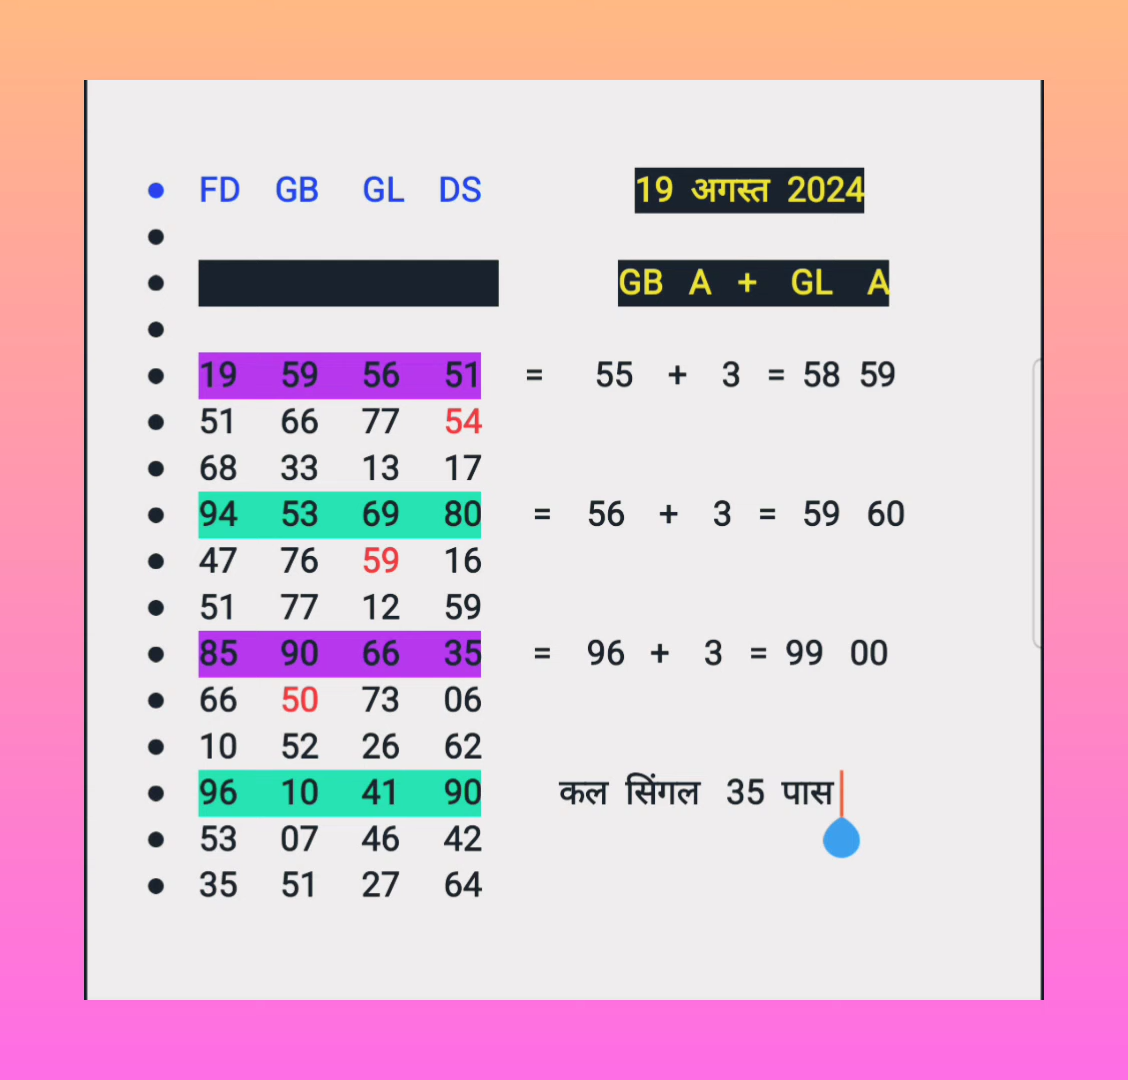 • FD GB GL DS 19 अगस्त 2024
•
• GB A + GL A
•
• 19 59 56 51 = 55 + 3 = 58 59
• 51 66 77 54
• 68 33 13 17
• 94 53 69 80 = 56 + 3 = 59 60
• 47 76 59 16
• 51 77 12 59
• 85 90 66 35 = 96 + 3 = 99 00
• 66 50 73 06
• 10 52 26 62
• 96 10 41 90 कल सिंगल 35 पास
• 53 07 46 42
• 35 51 27 64